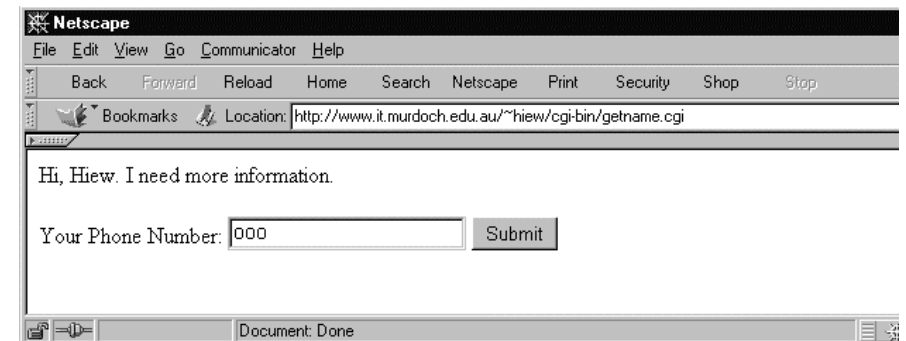 Netscape
File Edit View Go Communicator Help
Back Forward Reload Home Search Netscape Print Security Shop Stop
Bookmarks Location: http://www.it.murdoch.edu.au/~hiew/cgi-bin/getname.cgi
Hi, Hiew. I need more information.
Your Phone Number: 000 Submit
Document: Done